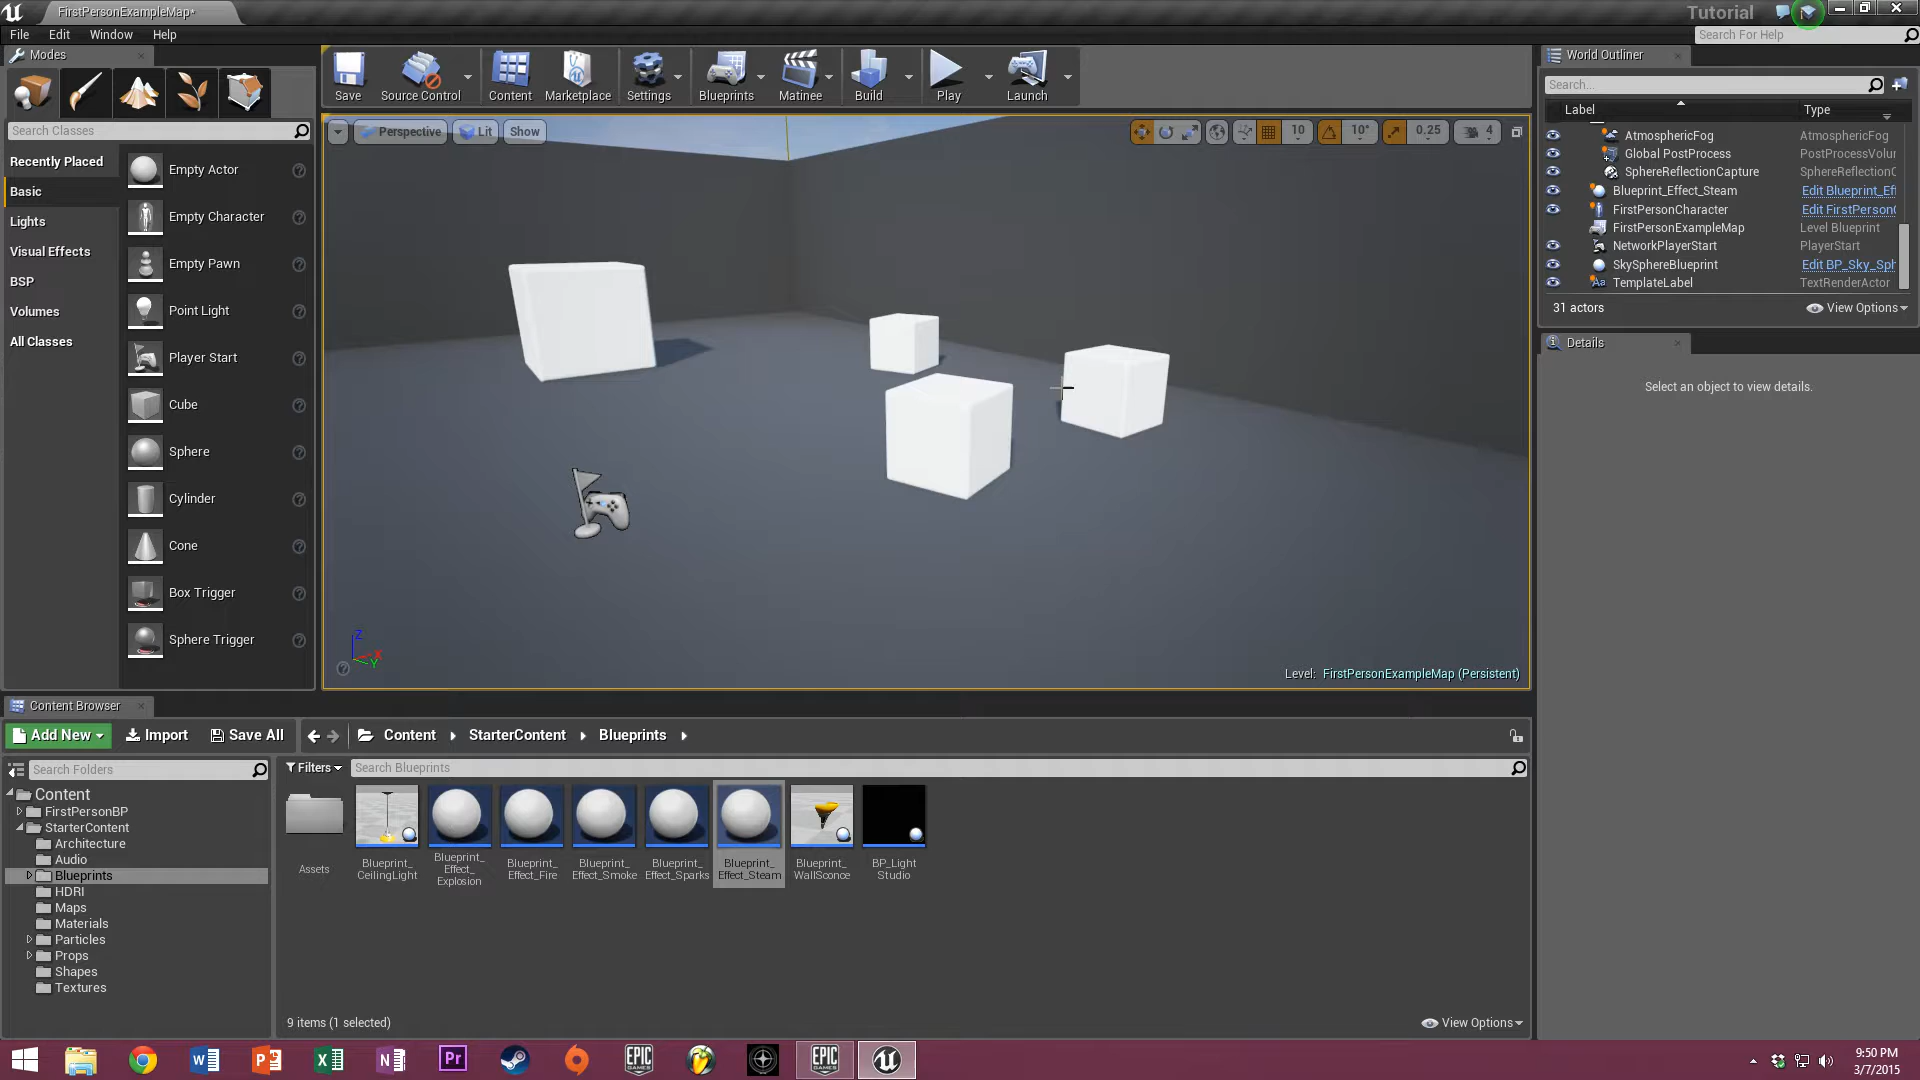 FirstPersonExampleMap*
Tutorial
File Edit Window Help
Search For Help
Modes
Search Classes
Recently Placed
Basic
Lights
Visual Effects
BSP
Volumes
All Classes
Empty Actor
Empty Character
Empty Pawn
Point Light
Player Start
Cube
Sphere
Cylinder
Cone
Box Trigger
Sphere Trigger
Save Source Control Content Marketplace Settings Blueprints Matinee Build Play Launch
Perspective Lit Show
10 10° 0.25 4
Z
X
Y
Level: FirstPersonExampleMap (Persistent)
World Outliner
Search...
Label Type
AtmosphericFog AtmosphericFog
Global PostProcess PostProcessVolur
SphereReflectionCapture SphereReflectionC
Blueprint_Effect_Steam Edit Blueprint_Ef
FirstPersonCharacter Edit FirstPersonC
FirstPersonExampleMap Level Blueprint
NetworkPlayerStart PlayerStart
SkySphereBlueprint Edit BP_Sky_Sph
TemplateLabel TextRenderActor
31 actors View Options
Details
Select an object to view details.
Content Browser
Add New Import Save All Content StarterContent Blueprints
Search Folders
Content
FirstPersonBP
StarterContent
Architecture
Audio
Blueprints
HDRI
Maps
Materials
Particles
Props
Shapes
Textures
Filters Search Blueprints
Assets
Blueprint_
CeilingLight
Blueprint_
Effect_
Explosion
Blueprint_
Effect_Fire
Blueprint_
Effect_Smoke
Blueprint_
Effect_Sparks
Blueprint_
Effect_Steam
Blueprint_
WallSconce
BP_Light
Studio
9 items (1 selected) View Options
Pr
EPIC
GAMES
EPIC
GAMES
9:50 PM
3/7/2015